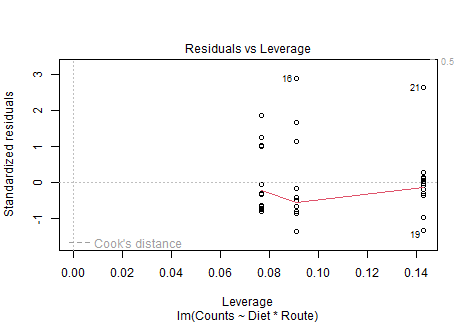 Residuals vs Leverage
Standardized residuals
3
2
1
0
-1
16
21
19
0.5
Cook's distance
0.00 0.02 0.04 0.06 0.08 0.10 0.12 0.14
Leverage
lm(Counts ~ Diet * Route)